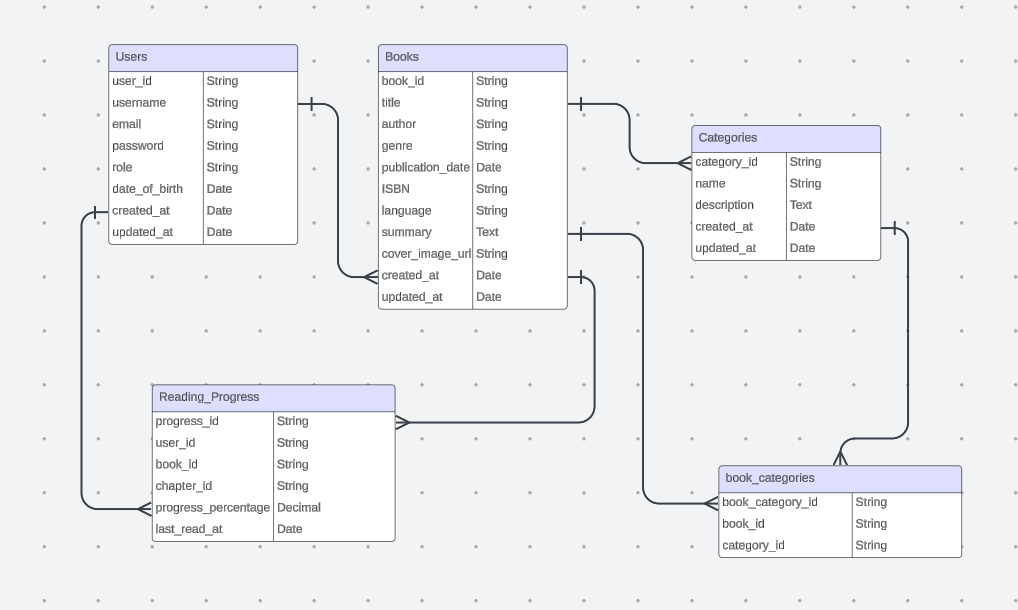 Users
user_id String
username String
email String
password String
role String
date_of_birth Date
created_at Date
updated_at Date
Books
book_id String
title String
author String
genre String
publication_date Date
ISBN String
language String
summary Text
cover_image_url String
created_at Date
updated_at Date
Categories
category_id String
name String
description Text
created_at Date
updated_at Date
Reading_Progress
progress_id String
user_id String
book_id String
chapter_id String
progress_percentage Decimal
last_read_at Date
book_categories
book_category_id String
book_id String
category_id String